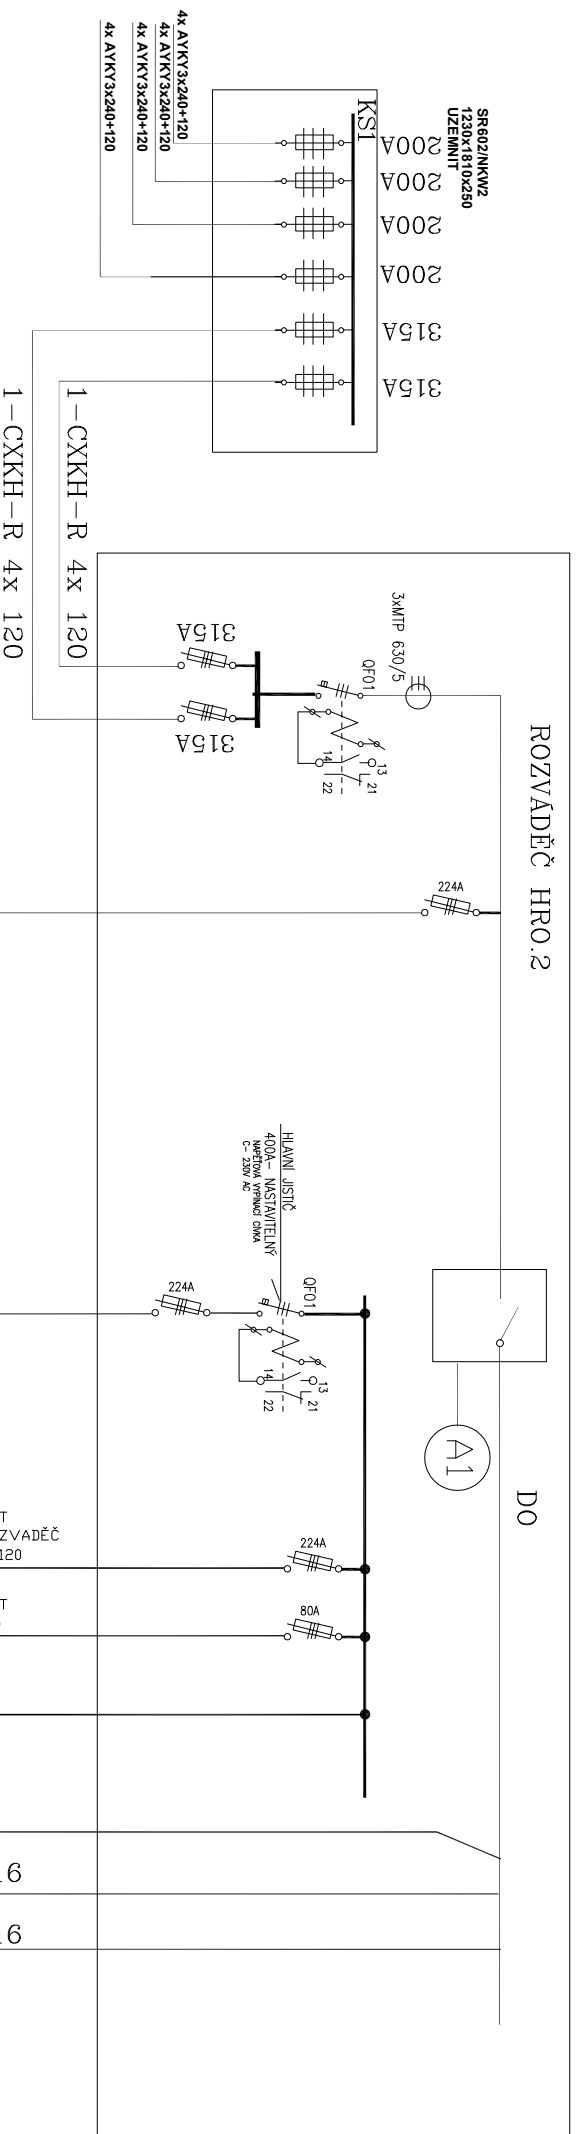 SR602/NKW2
1230x1810x250
UZEMNIT
KS1
200A
200A
200A
200A
315A
315A
4x AYKY3x240+120
4x AYKY3x240+120
4x AYKY3x240+120
4x AYKY3x240+120
1-CXKH-R 4x 120
1-CXKH-R 4x 120
ROZVÁDĚČ HR0.2
3xMTP 630/5
QF01
315A
315A
13
14
21
22
224A
HLAVNÍ JISTIČ
400A- NASTAVITELNÝ
NAPĚŤOVÁ VYPÍNACÍ CÍVKA
C- 230V AC
QF01
13
14
21
22
224A
A1
DO
224A
80A
T
ZVADĚČ
120
T
16
16